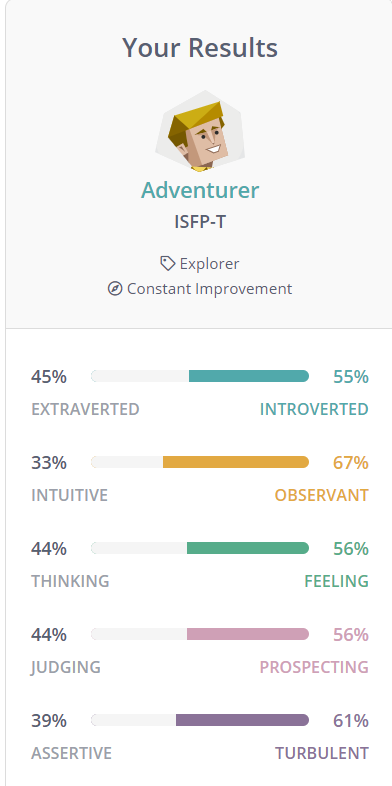 Your Results
Adventurer
ISFP-T
Explorer
Constant Improvement
45% 55%
EXTRAVERTED INTROVERTED
33% 67%
INTUITIVE OBSERVANT
44% 56%
THINKING FEELING
44% 56%
JUDGING PROSPECTING
39% 61%
ASSERTIVE TURBULENT